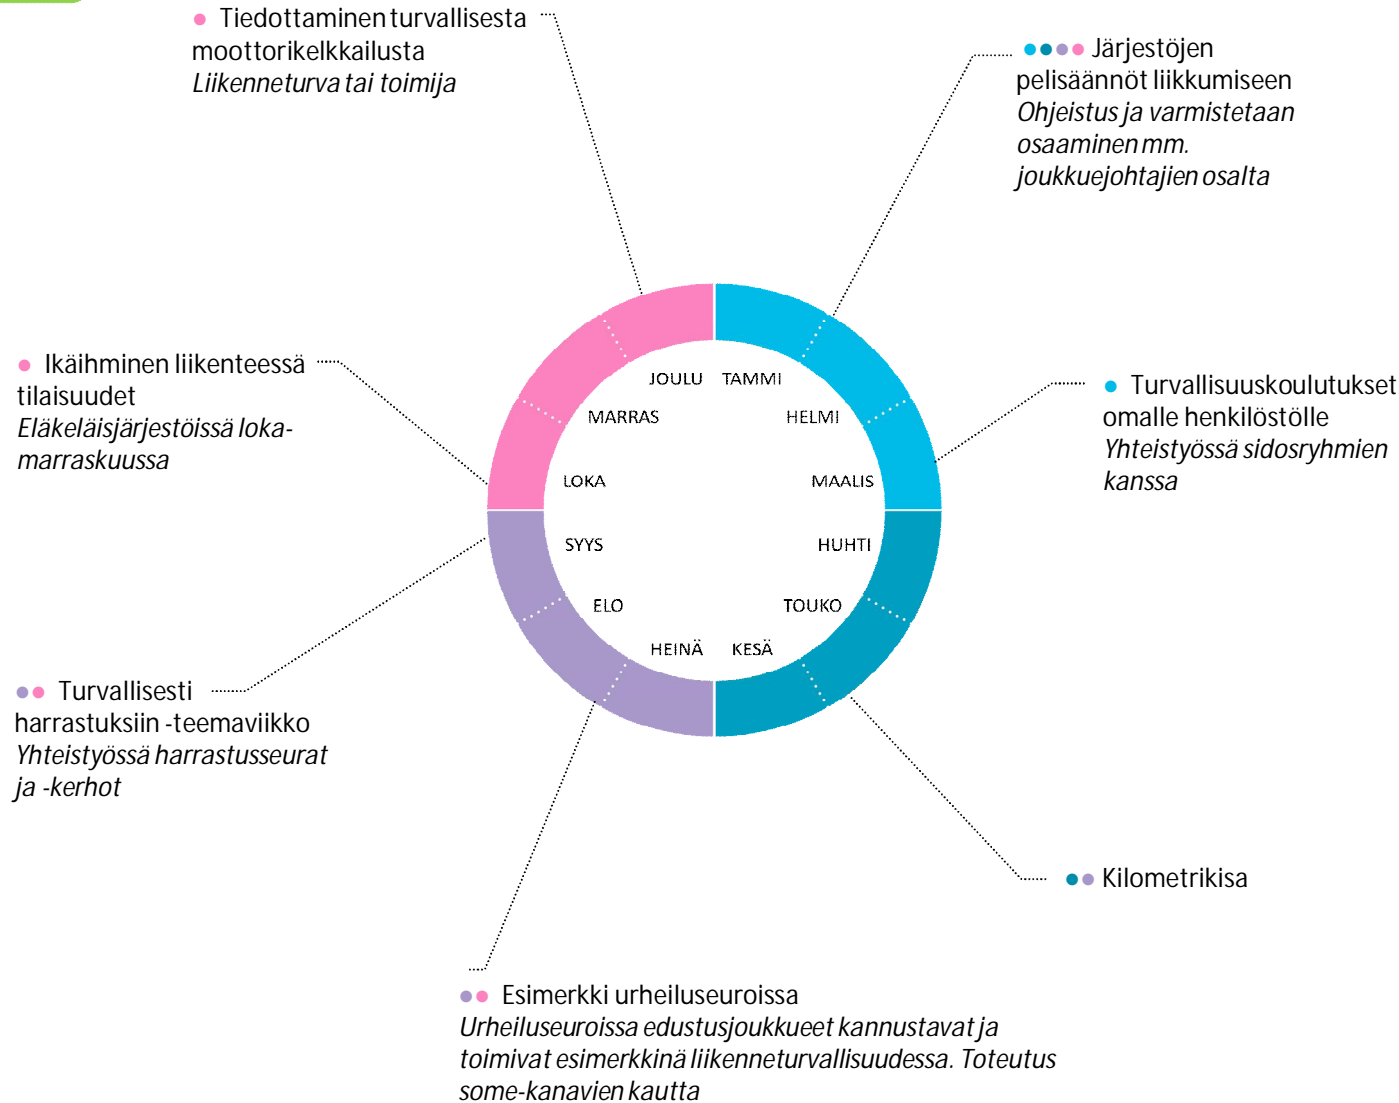 Tiedottaminen turvallisesta
moottorikelkkailusta
Liikenneturva tai toimija
Järjestöjen
pelisäännöt liikkumiseen
Ohjeistus ja varmistetaan
osaaminen mm.
joukkuejohtajien osalta
Ikäihminen liikenteessä
tilaisuudet
Eläkeläisjärjestöissä loka-
marraskuussa
Turvallisuuskoulutukset
omalle henkilöstölle
Yhteistyössä sidosryhmien
kanssa
JOULU TAMMI
MARRAS HELMI
LOKA MAALIS
SYYS HUHTI
ELO TOUKO
HEINÄ KESÄ
Turvallisesti
harrastuksiin -teemaviikko
Yhteistyössä harrastusseurat
ja -kerhot
Kilometrikisa
Esimerkki urheiluseuroissa
Urheiluseuroissa edustusjoukkueet kannustavat ja
toimivat esimerkkinä liikenneturvallisuudessa. Toteutus
some-kanavien kautta